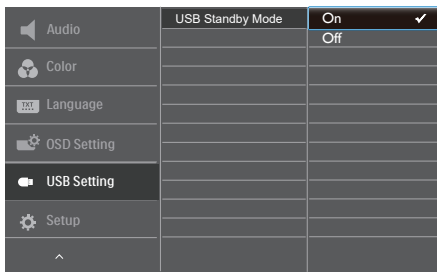 Audio
Color
TXT Language
OSD Setting
USB Setting
Setup
USB Standby Mode
On
Off